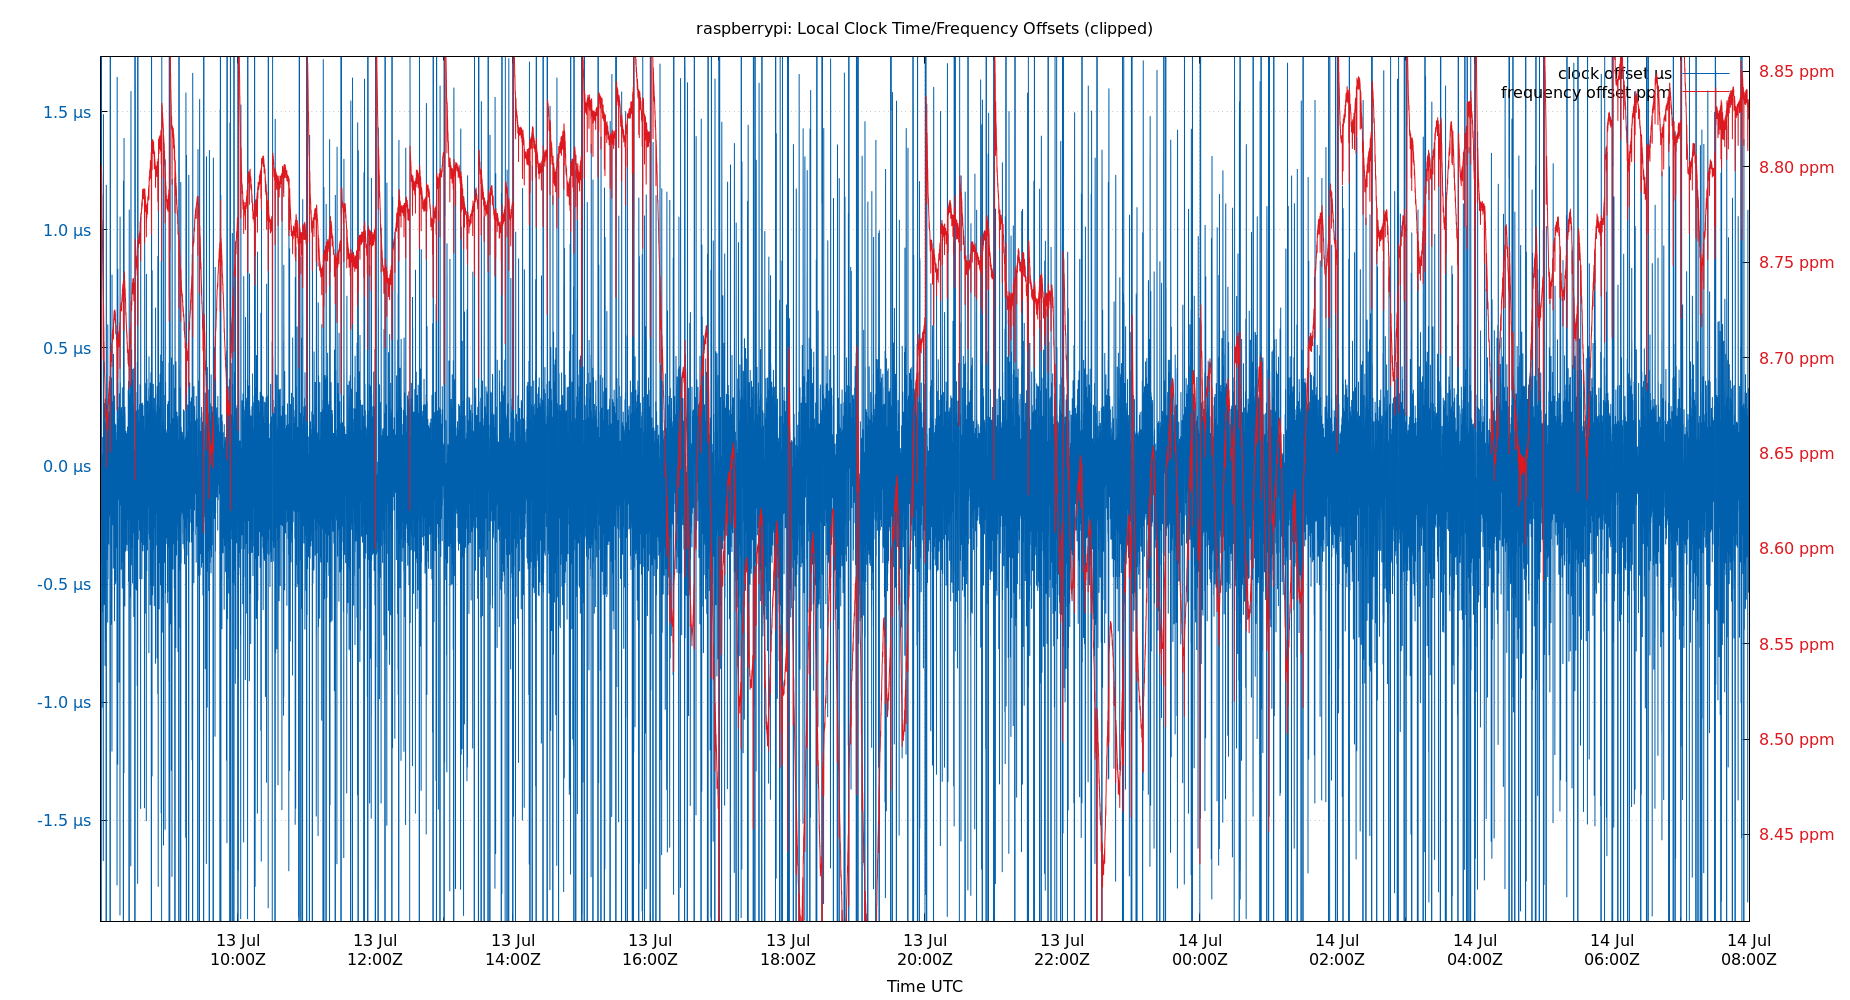 raspberrypi: Local Clock Time/Frequency Offsets (clipped)
clock offset µs
frequency offset ppm
1.5 µs
1.0 µs
0.5 µs
0.0 µs
-0.5 µs
-1.0 µs
-1.5 µs
8.85 ppm
8.80 ppm
8.75 ppm
8.70 ppm
8.65 ppm
8.60 ppm
8.55 ppm
8.50 ppm
8.45 ppm
13 Jul 13 Jul 13 Jul 13 Jul 13 Jul 13 Jul 13 Jul 14 Jul 14 Jul 14 Jul 14 Jul 14 Jul
10:00Z 12:00Z 14:00Z 16:00Z 18:00Z 20:00Z 22:00Z 00:00Z 02:00Z 04:00Z 06:00Z 08:00Z
Time UTC